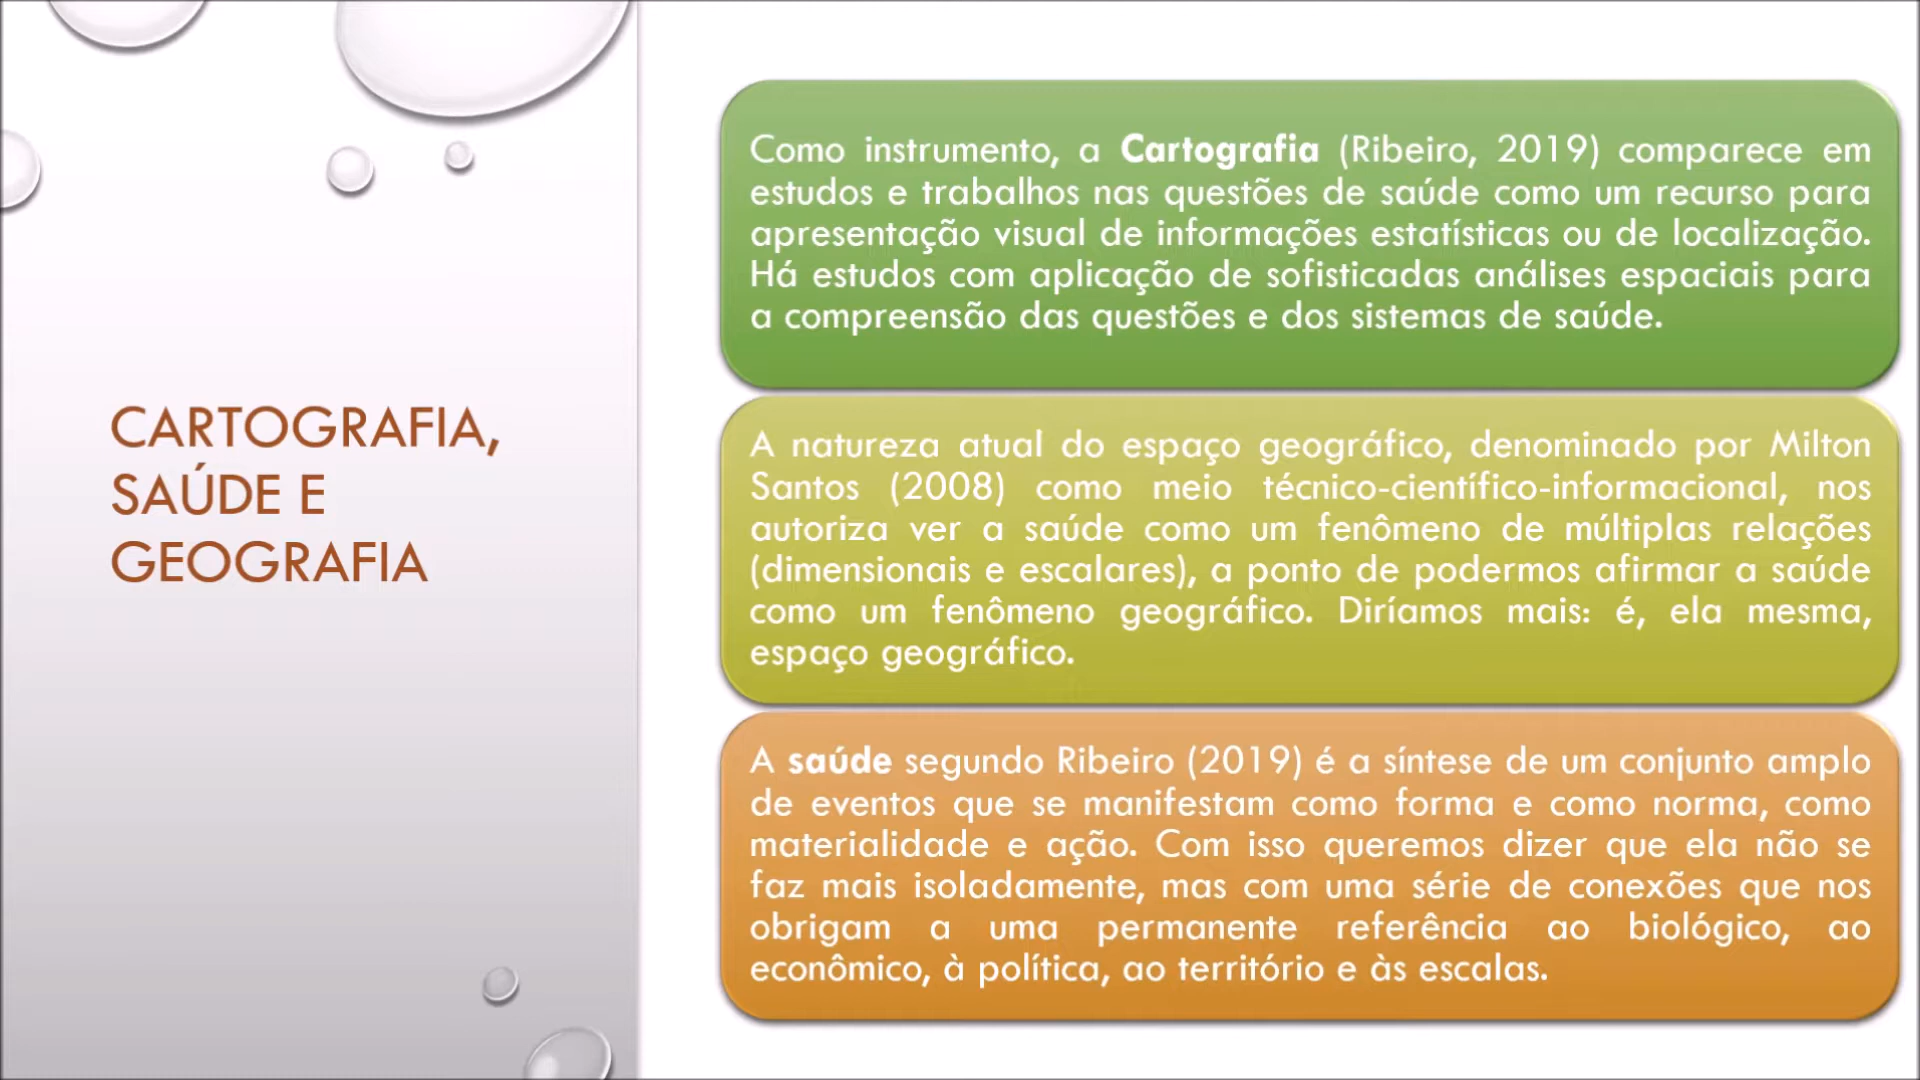 CARTOGRAFIA,
SAÚDE E
GEOGRAFIA
Como instrumento, a Cartografia (Ribeiro, 2019) comparece em
estudos e trabalhos nas questões de saúde como um recurso para
apresentação visual de informações estatísticas ou de localização.
Há estudos com aplicação de sofisticadas análises espaciais para
a compreensão das questões e dos sistemas de saúde.
A natureza atual do espaço geográfico, denominado por Milton
Santos (2008) como meio técnico-científico-informacional, nos
autoriza ver a saúde como um fenômeno de múltiplas relações
(dimensionais e escalares), a ponto de podermos afirmar a saúde
como um fenômeno geográfico. Diríamos mais: é, ela mesma,
espaço geográfico.
A saúde segundo Ribeiro (2019) é a síntese de um conjunto amplo
de eventos que se manifestam como forma e como norma, como
materialidade e ação. Com isso queremos dizer que ela não se
faz mais isoladamente, mas com uma série de conexões que nos
obrigam a uma permanente referência ao biológico, ao
econômico, à política, ao território e às escalas.